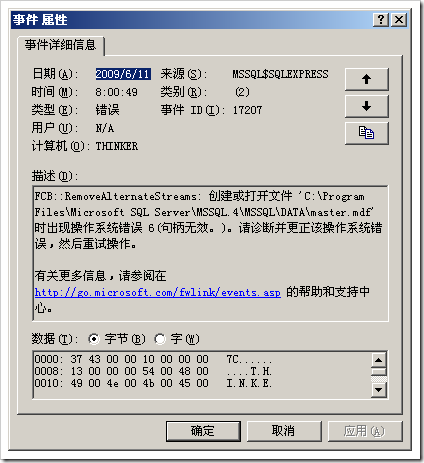 事件 属性
事件详细信息
日期(A): 2009/6/11 来源(S): MSSQL$SQLEXPRESS
时间(M): 8:00:49 类别(R): (2)
类型(E): 错误 事件 ID(I): 17207
用户(U): N/A
计算机(O): THINKER
描述(D):
FCB::RemoveAlternateStreams: 创建或打开文件 'C:\Program
Files\Microsoft SQL Server\MSSQL.4\MSSQL\DATA\master.mdf'
时出现操作系统错误 6(句柄无效。)。请诊断并更正该操作系统错
误,然后重试操作。
有关更多信息,请参阅在
http://go.microsoft.com/fwlink/events.asp 的帮助和支持中
心。
数据(T): 字节(B) 字(W)
0000: 37 43 00 00 10 00 00 00 7C......
0008: 13 00 00 00 54 00 48 00 ....T.H.
0010: 49 00 4e 00 4b 00 45 00 I.N.K.E.
确定 取消 应用(A)